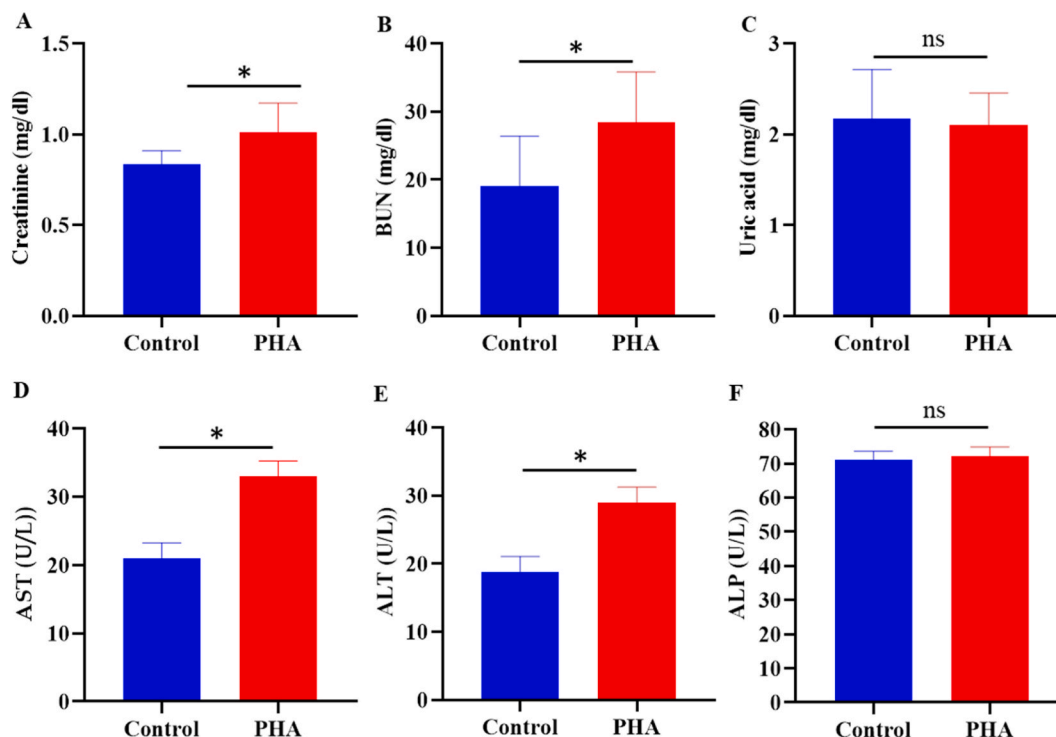 A
Creatinine (mg/dl)
1.5
1.0
0.5
0.0
*
Control
PHA
B
BUN (mg/dl)
40
30
20
10
0
*
Control
PHA
C
Uric acid (mg/dl)
3
2
1
0
ns
Control
PHA
D
AST (U/L))
40
30
20
10
0
*
Control
PHA
E
ALT (U/L))
40
30
20
10
0
*
Control
PHA
F
ALP (U/L))
80
70
60
50
40
30
20
10
0
ns
Control
PHA